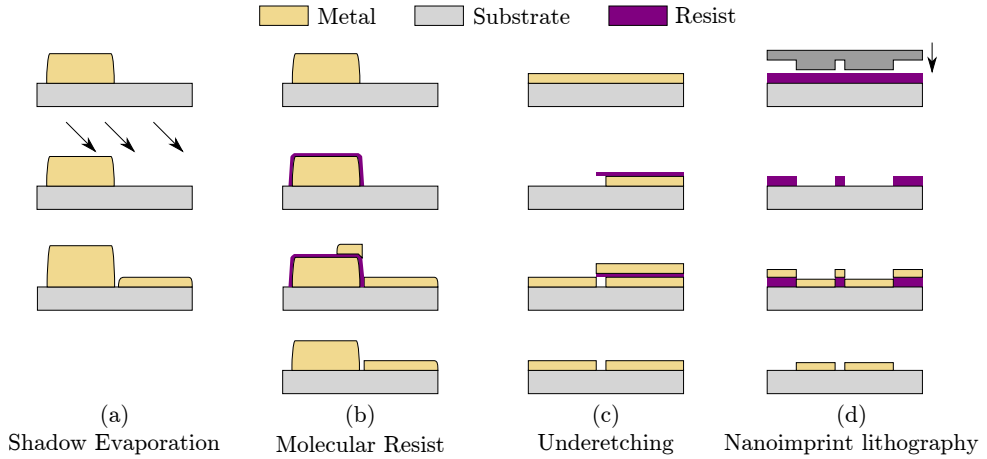 Metal
Substrate
Resist
(a)
Shadow Evaporation
(b)
Molecular Resist
(c)
Underetching
(d)
Nanoimprint lithography